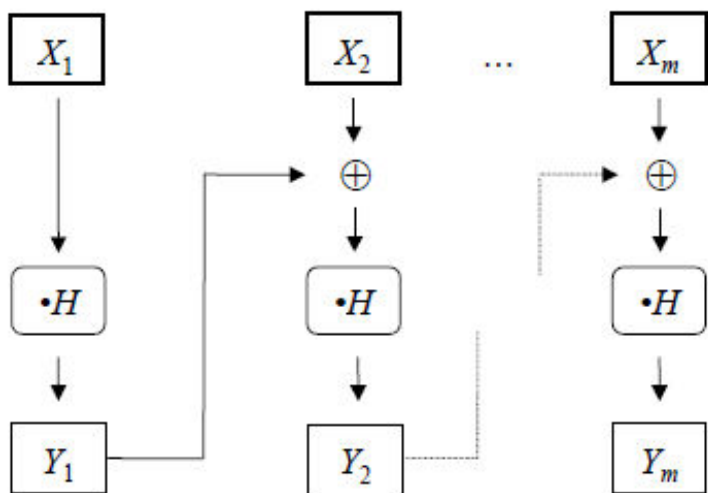 X₁ X₂ ... Xₘ
⊕ ⊕
•H •H •H
Y₁ Y₂ Yₘ